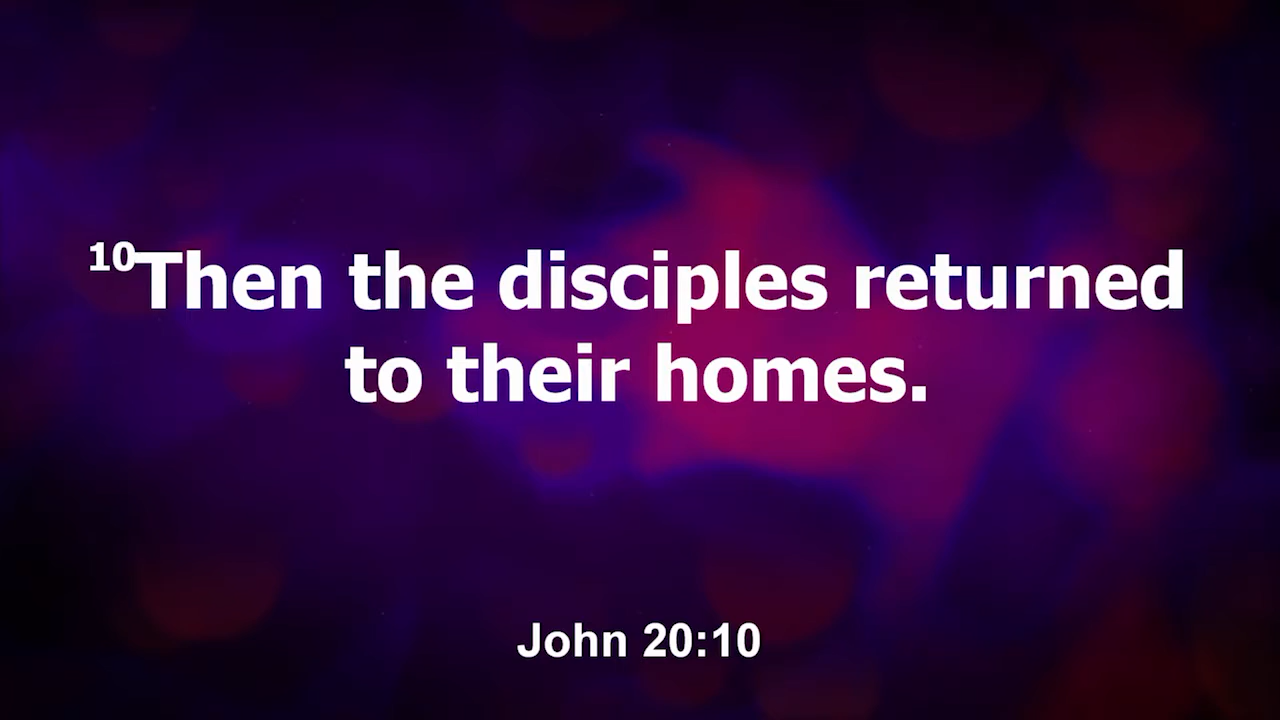 10Then the disciples returned
to their homes.
John 20:10